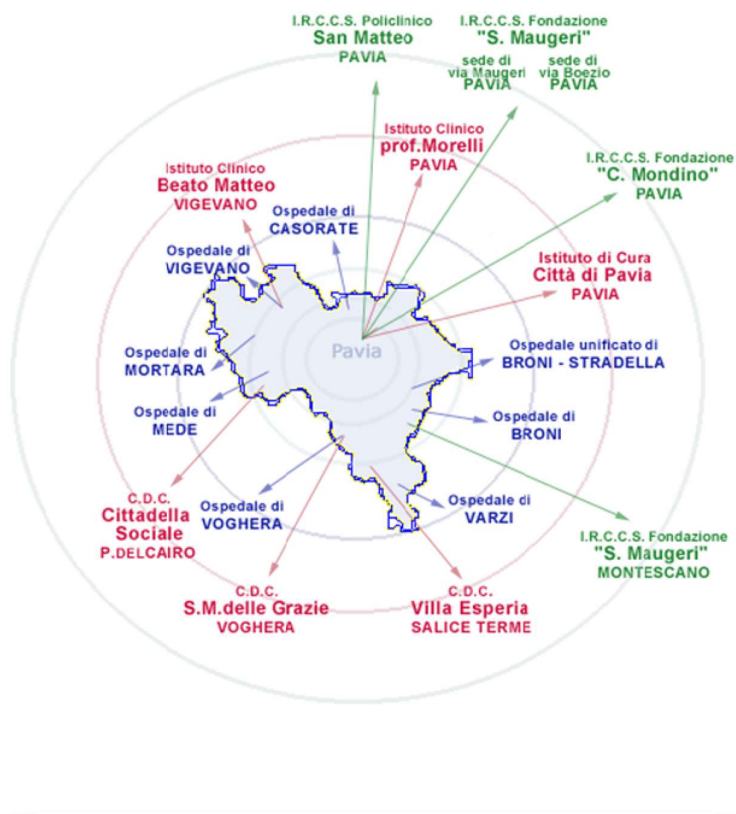 I.R.C.C.S. Policlinico
San Matteo
PAVIA
I.R.C.C.S. Fondazione
"S. Maugeri"
sede di
via Maugeri
PAVIA
sede di
via Boezio
PAVIA
Istituto Clinico
prof.Morelli
PAVIA
I.R.C.C.S. Fondazione
"C. Mondino"
PAVIA
Istituto Clinico
Beato Matteo
VIGEVANO
Ospedale di
CASORATE
Ospedale di
VIGEVANO
Istituto di Cura
Città di Pavia
PAVIA
Pavia
Ospedale unificato di
BRONI - STRADELLA
Ospedale di
MORTARA
Ospedale di
MEDE
Ospedale di
BRONI
C.D.C.
Cittadella
Sociale
P.DELCAIRO
Ospedale di
VOGHERA
Ospedale di
VARZI
I.R.C.C.S. Fondazione
"S. Maugeri"
MONTESCANO
C.D.C.
S.M.delle Grazie
VOGHERA
C.D.C.
Villa Esperia
SALICE TERME